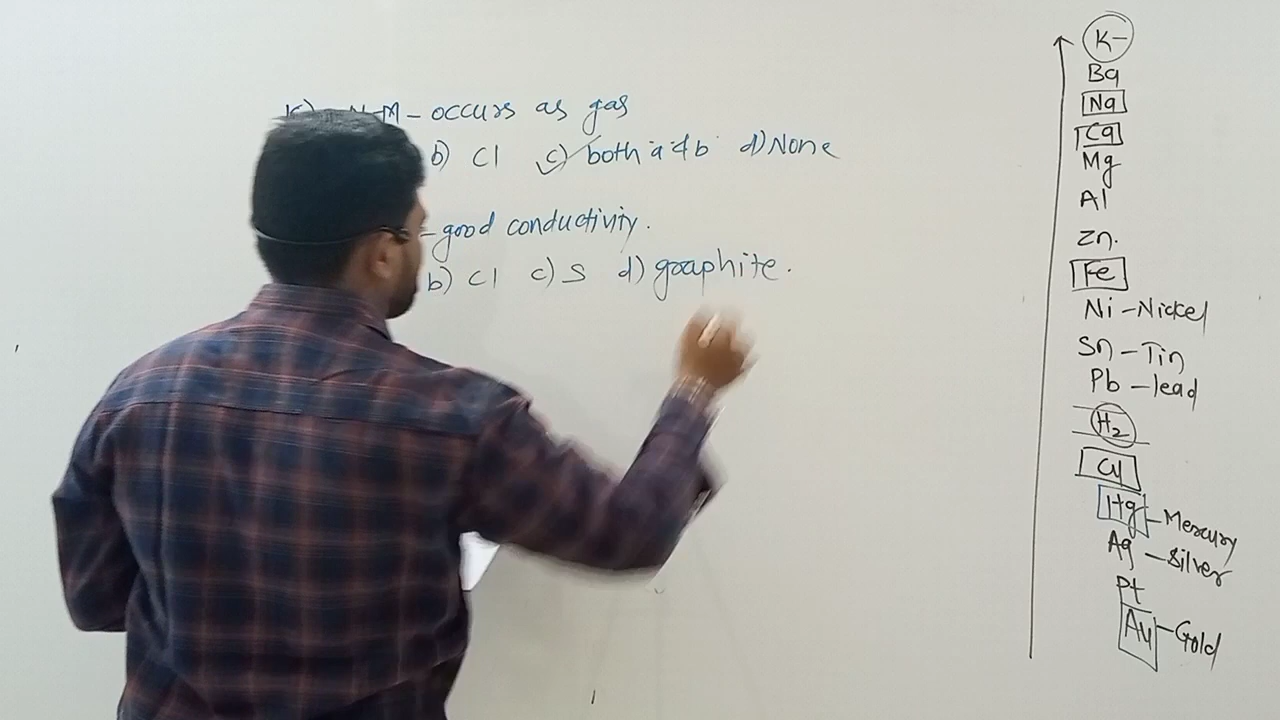 M - occurs as gas
b) Cl c) both a & b d) None
- good conductivity.
b) Cl c) S d) graphite.
K
Ba
Na
Ca
Mg
Al
Zn.
Fe
Ni - Nickel
Sn - Tin
Pb - lead
H2
Cu
Hg - Mercury
Ag - Silver
Pt
Au - Gold